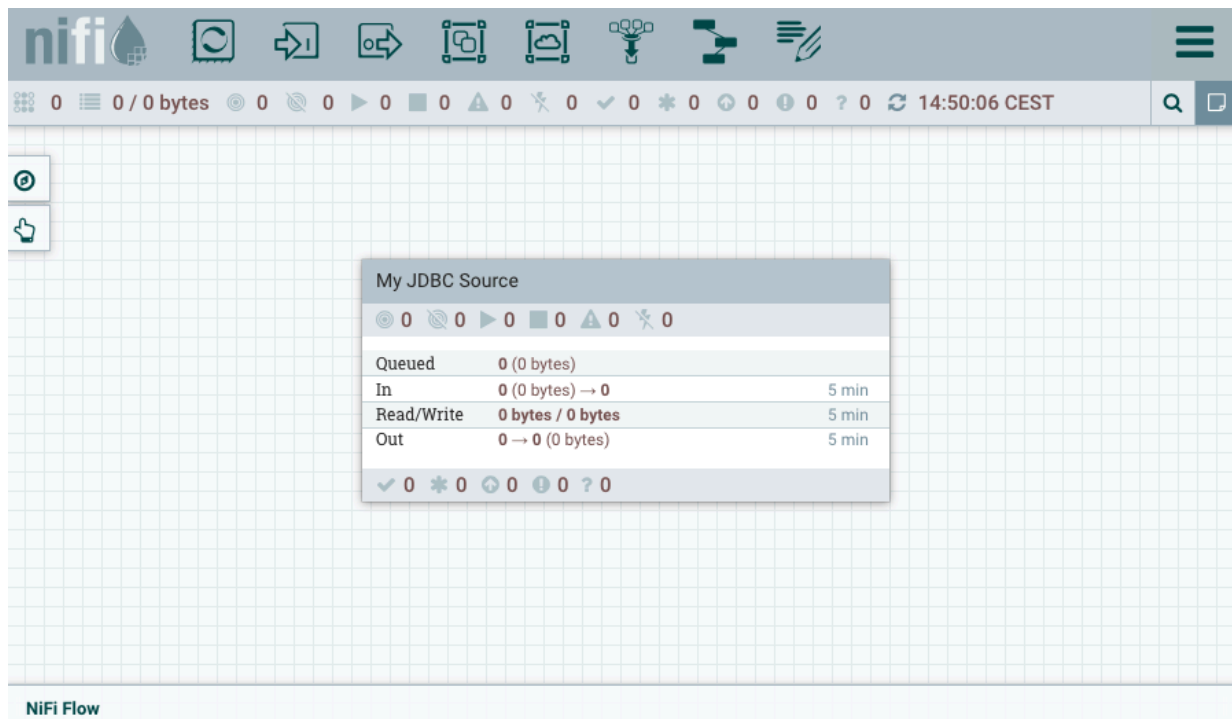 nifi
0 0 / 0 bytes 0 0 0 0 0 0 0 0 0 0 ? 0 14:50:06 CEST
My JDBC Source
0 0 0 0 0 0
Queued 0 (0 bytes)
In 0 (0 bytes) → 0 5 min
Read/Write 0 bytes / 0 bytes 5 min
Out 0 → 0 (0 bytes) 5 min
0 0 0 0 ? 0
NiFi Flow